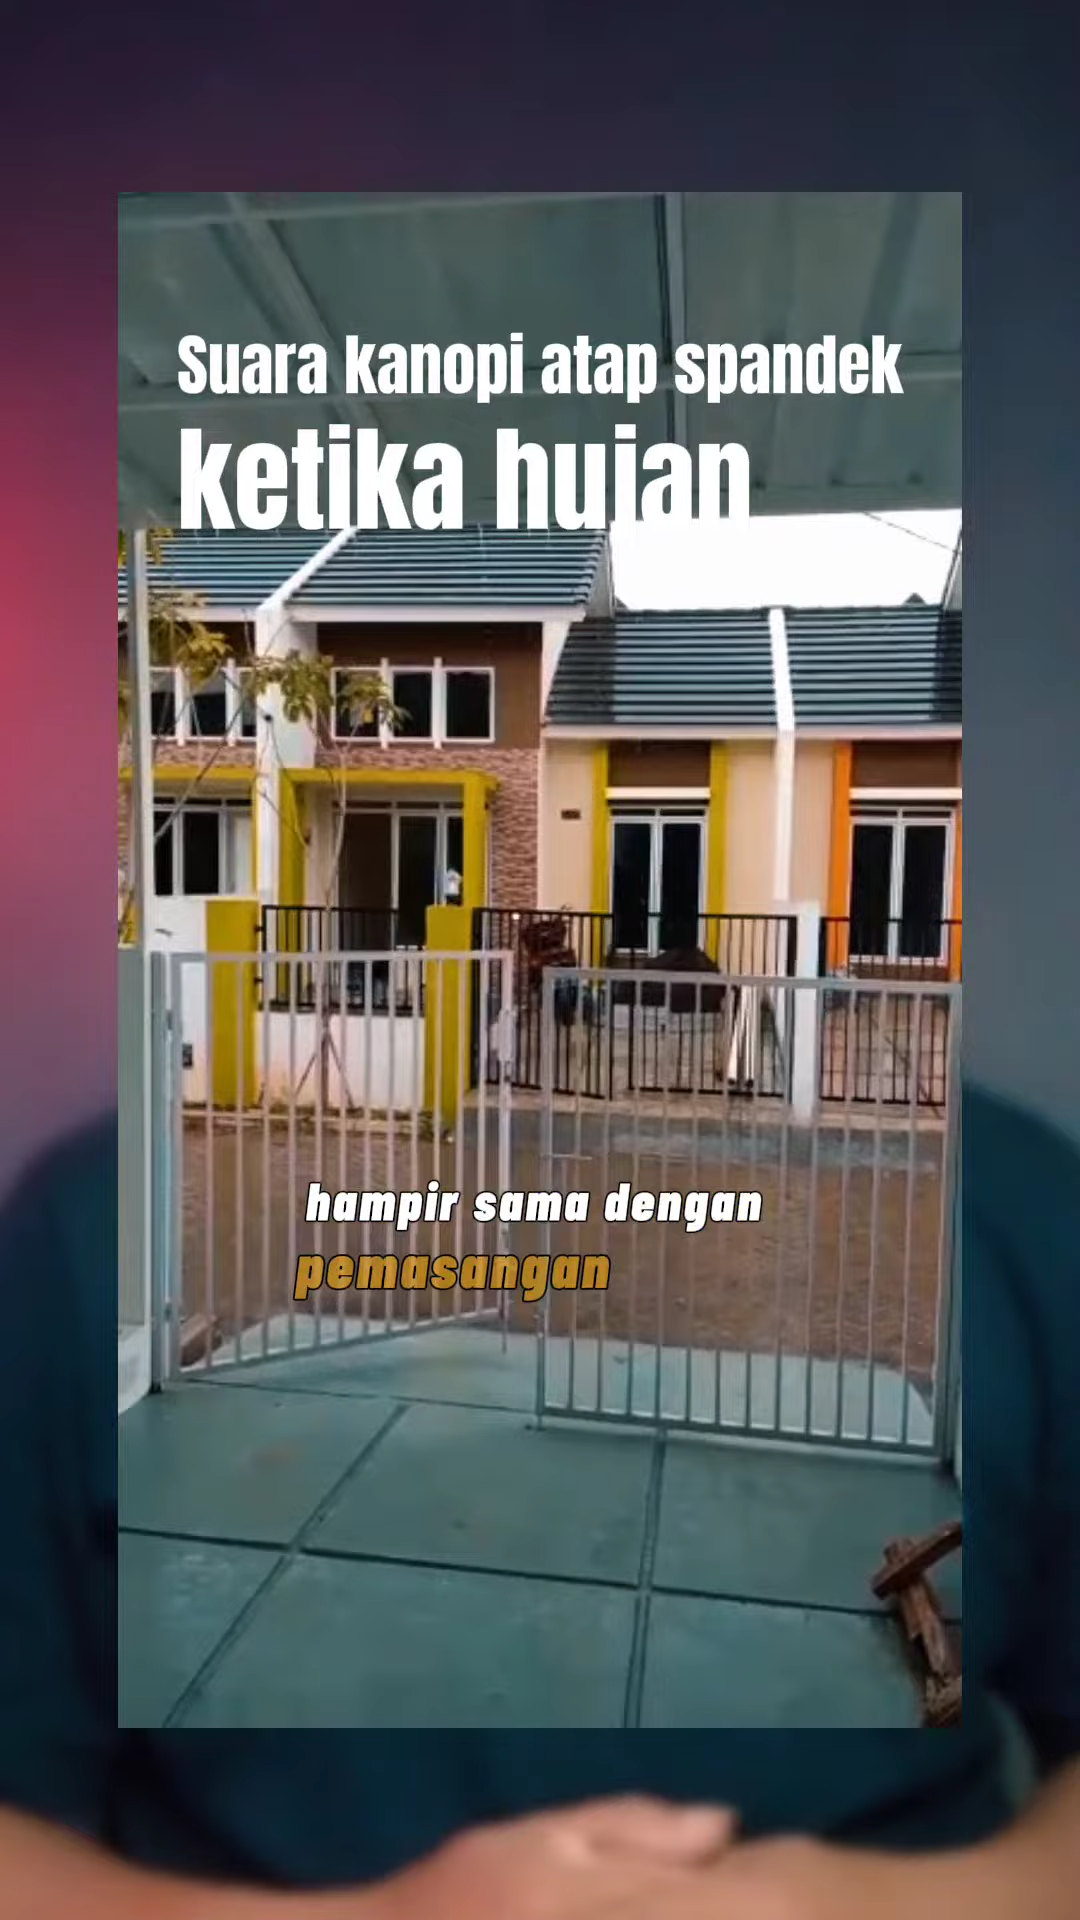 Suara kanopi atap spandek
ketika hujan
hampir sama dengan
pemasangan